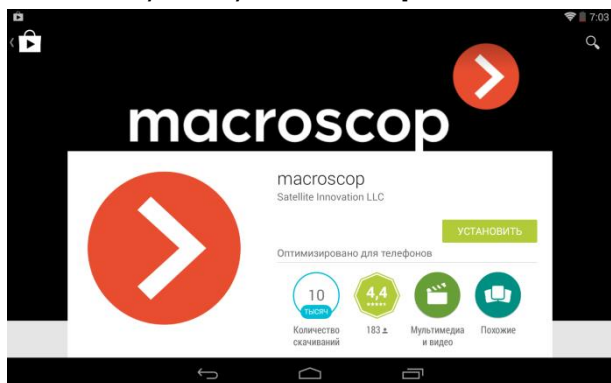 7:03
macroscop
macroscop
Satellite Innovation LLC
УСТАНОВИТЬ
Оптимизировано для телефонов
10
ТЫСЯЧ
4,4
Количество
скачиваний
183
Мультимедиа
и видео
Похожие